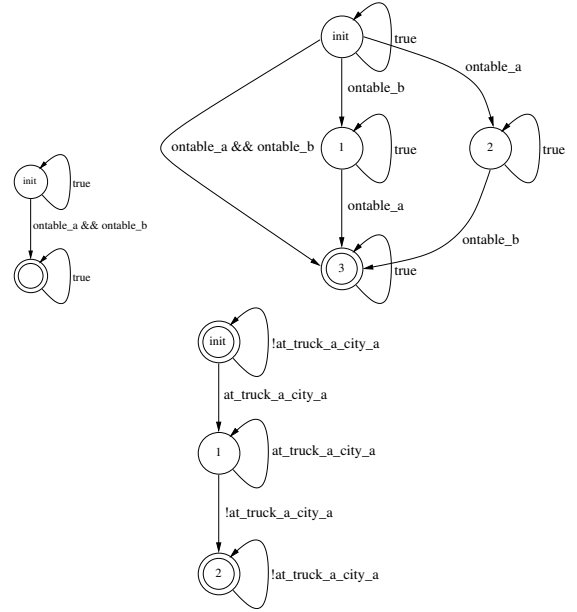 init
true
ontable_a && ontable_b
true
init
true
ontable_a
ontable_b
ontable_a && ontable_b
1
true
2
true
ontable_a
ontable_b
3
true
init
!at_truck_a_city_a
at_truck_a_city_a
1
at_truck_a_city_a
!at_truck_a_city_a
2
!at_truck_a_city_a